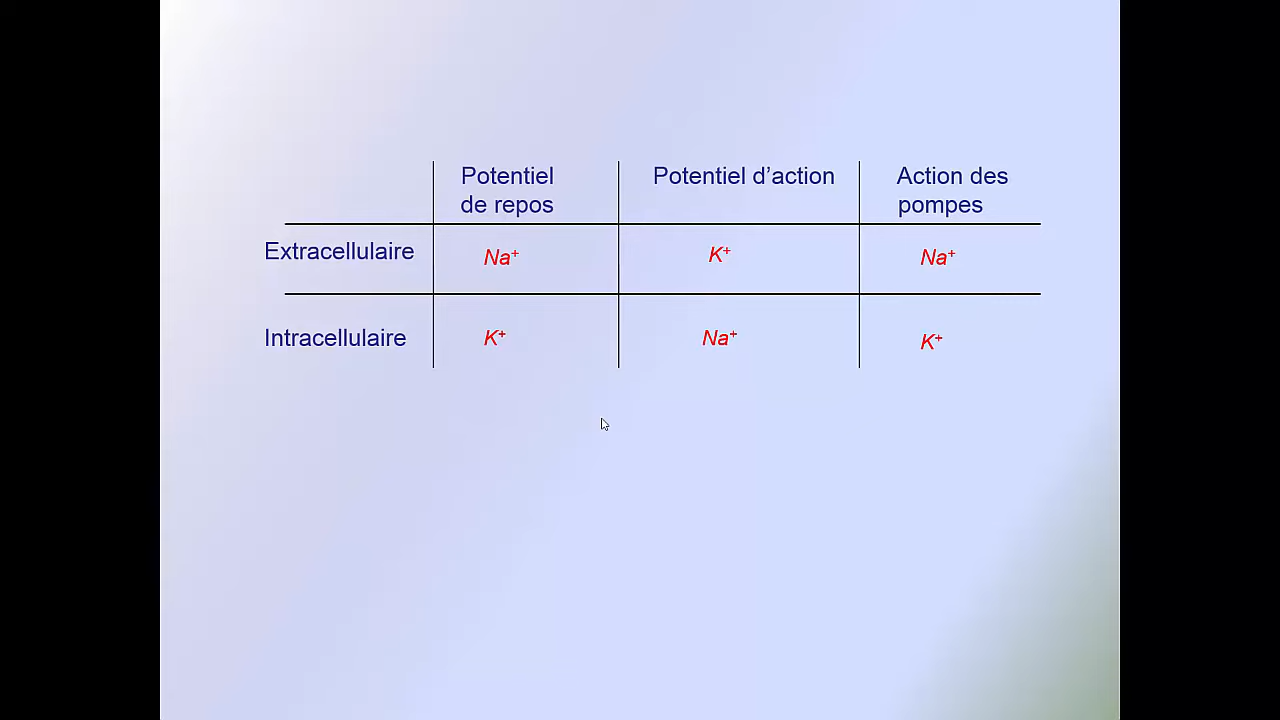 Potentiel
de repos
Potentiel d’action
Action des
pompes
Extracellulaire Na⁺ K⁺ Na⁺
Intracellulaire K⁺ Na⁺ K⁺